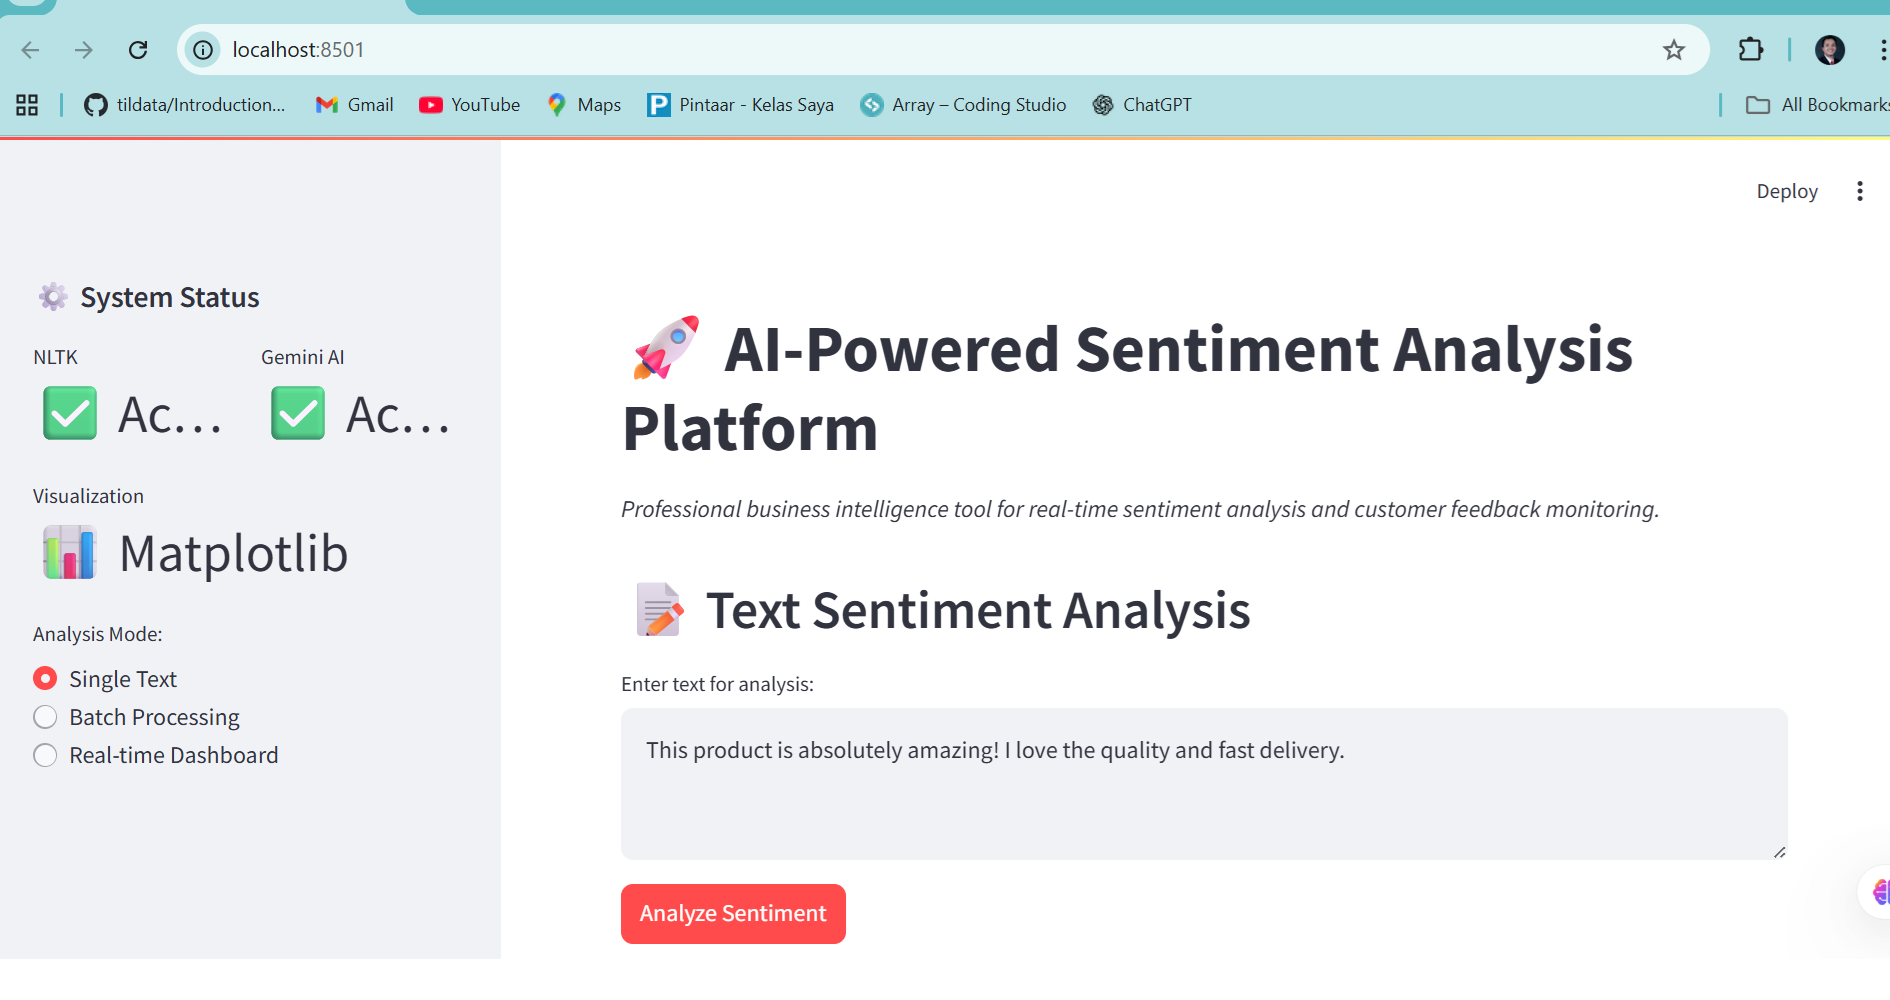 localhost:8501
tildata/Introduction...
Gmail
YouTube
Maps
Pintaar - Kelas Saya
Array – Coding Studio
ChatGPT
All Bookmarks
Deploy
System Status
NLTK
Gemini AI
Ac...
Ac...
Visualization
Matplotlib
Analysis Mode:
Single Text
Batch Processing
Real-time Dashboard
AI-Powered Sentiment Analysis
Platform
Professional business intelligence tool for real-time sentiment analysis and customer feedback monitoring.
Text Sentiment Analysis
Enter text for analysis:
This product is absolutely amazing! I love the quality and fast delivery.
Analyze Sentiment